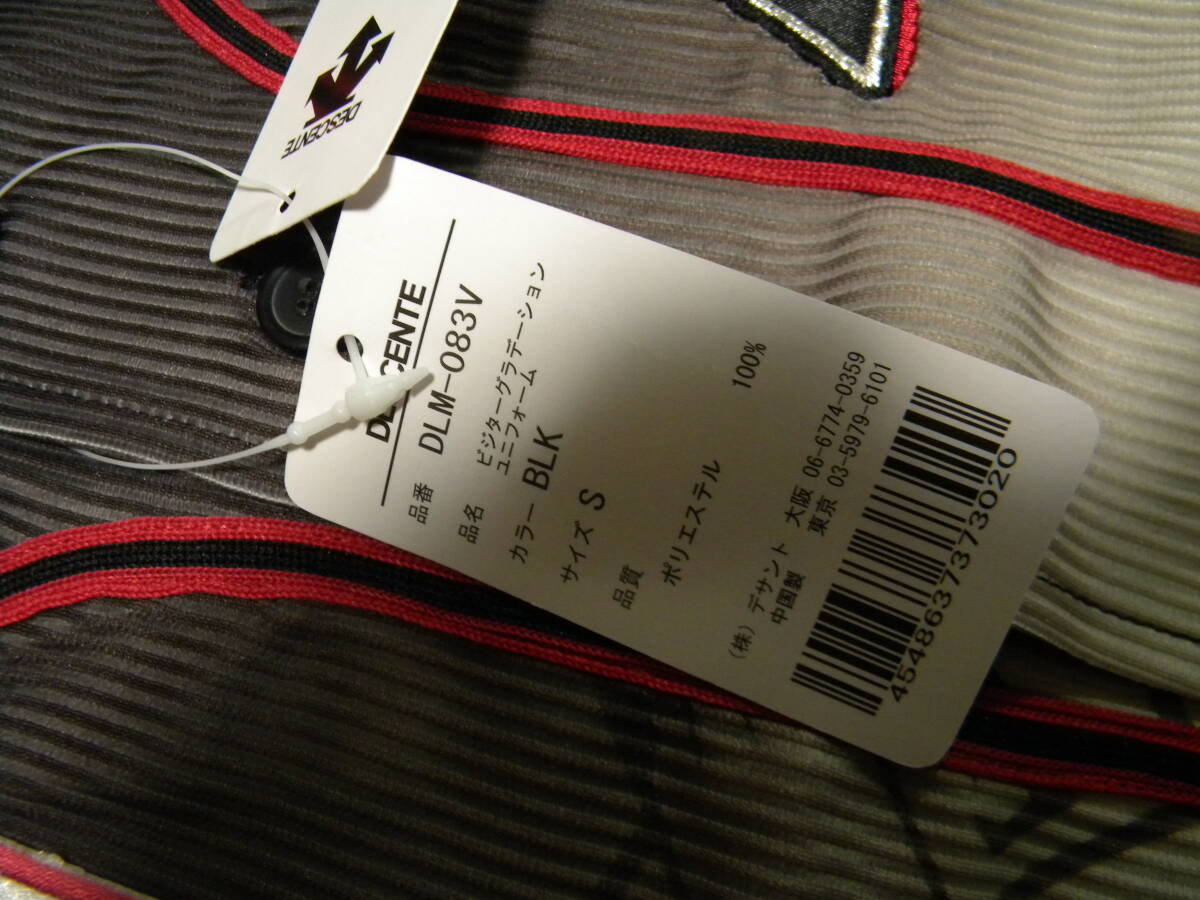 DESCENTE
DESCENTE
品番 DLM-083V
品名 ビジターグラデーション
ユニフォーム
カラー BLK
サイズ S
品質
ポリエステル 100%
(株) デサント 大阪 06-6774-0359
中国製 東京 03-5979-6101
4548637373020